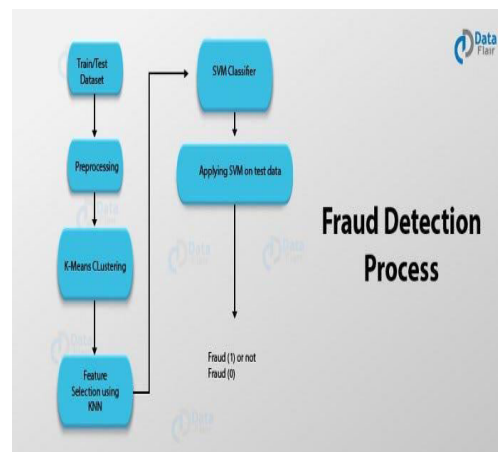 Train/Test
Dataset
Preprocessing
K-Means CLustering
Feature
Selection using
KNN
SVM Classifier
Applying SVM on test data
Fraud (1) or not
Fraud (0)
Fraud Detection
Process
Data
Flair